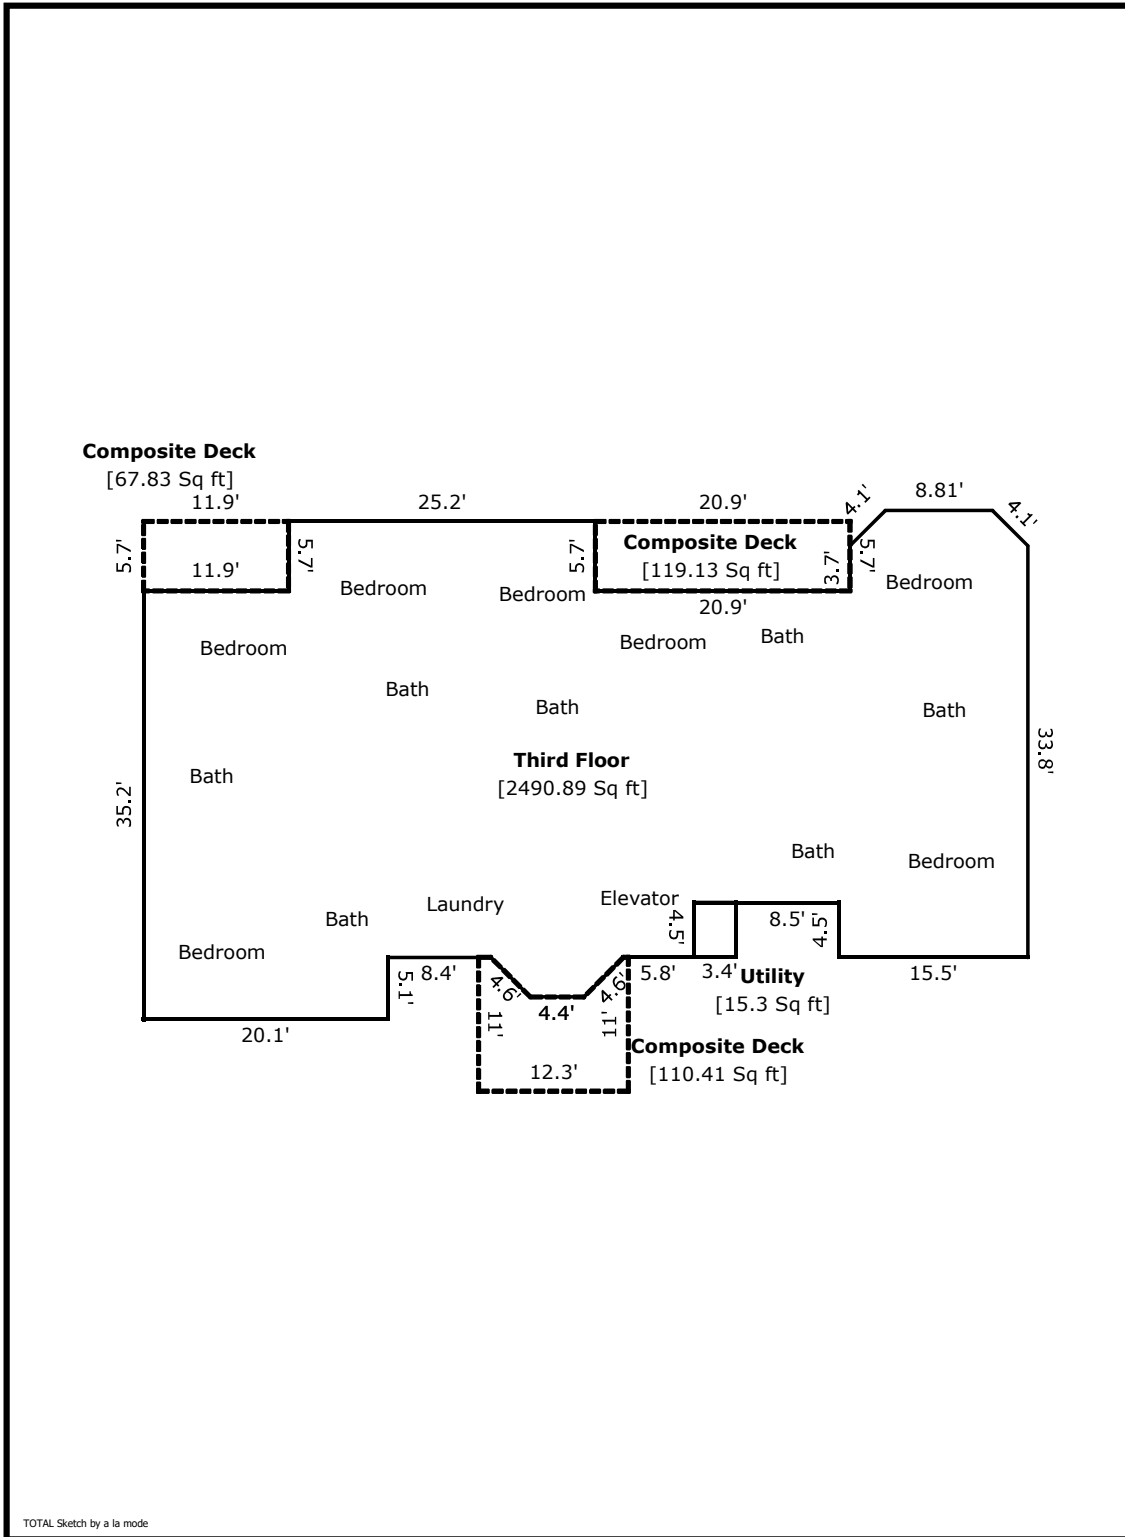 Composite Deck
[67.83 Sq ft]
11.9'
25.2'
20.9'
4.1'
8.81'
4.1'
5.7'
11.9'
5.7'
5.7'
Composite Deck
[119.13 Sq ft]
3.7'
5.7'
20.9'
Bedroom
Bedroom
Bedroom
Bedroom
Bedroom
Bath
Bath
Bath
Bath
Third Floor
[2490.89 Sq ft]
33.8'
Bath
35.2'
Bath
Bedroom
Laundry
Elevator
Bath
Bedroom
4.5'
8.5'
4.5'
5.1'
8.4'
4.6'
4.4'
4.6'
5.8'
3.4'
Utility
[15.3 Sq ft]
15.5'
20.1'
11'
11'
12.3'
Composite Deck
[110.41 Sq ft]
TOTAL Sketch by a la mode